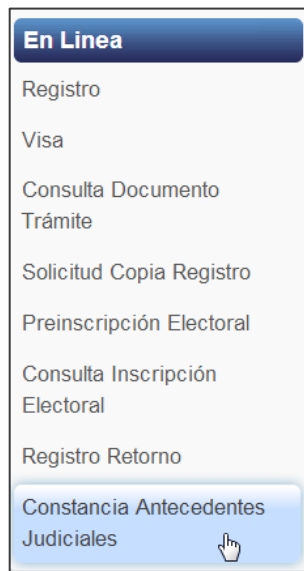 En Linea
Registro
Visa
Consulta Documento
Trámite
Solicitud Copia Registro
Preinscripción Electoral
Consulta Inscripción
Electoral
Registro Retorno
Constancia Antecedentes
Judiciales